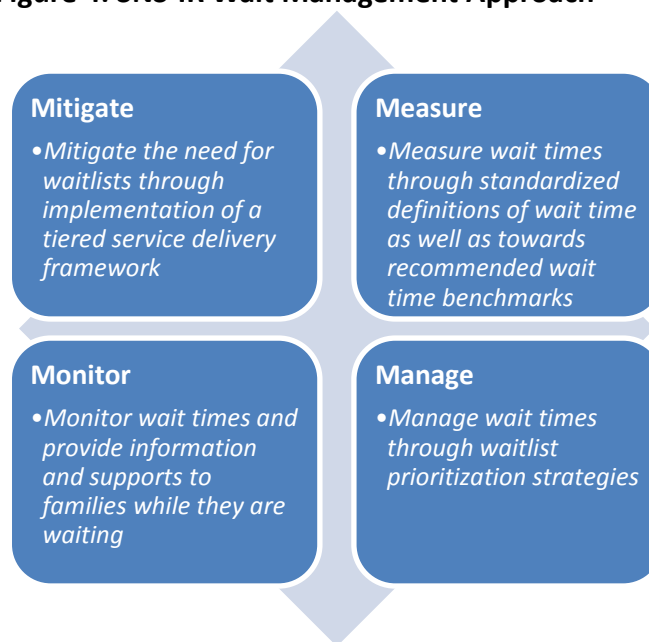 Mitigate
•Mitigate the need for
waitlists through
implementation of a
tiered service delivery
framework
Measure
•Measure wait times
through standardized
definitions of wait time
as well as towards
recommended wait
time benchmarks
Monitor
•Monitor wait times and
provide information
and supports to
families while they are
waiting
Manage
•Manage wait times
through waitlist
prioritization strategies